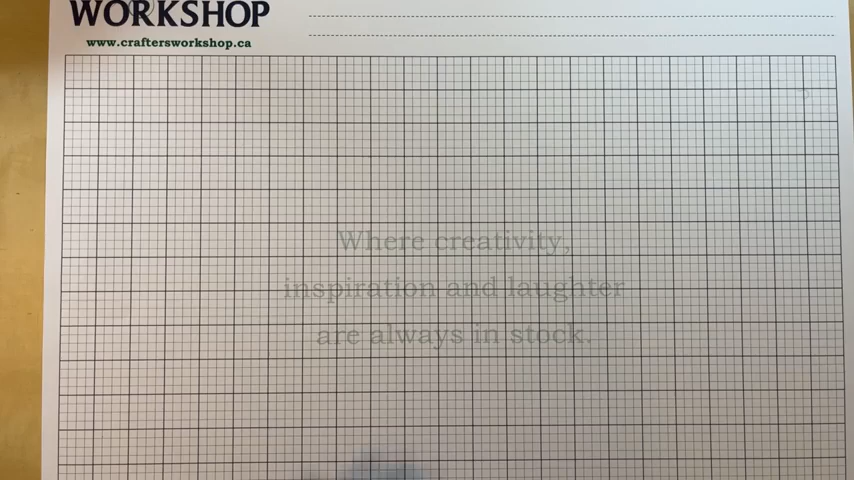 WORKSHOP
www.craftersworkshop.ca
Where creativity,
inspiration and laughter
are always in stock.